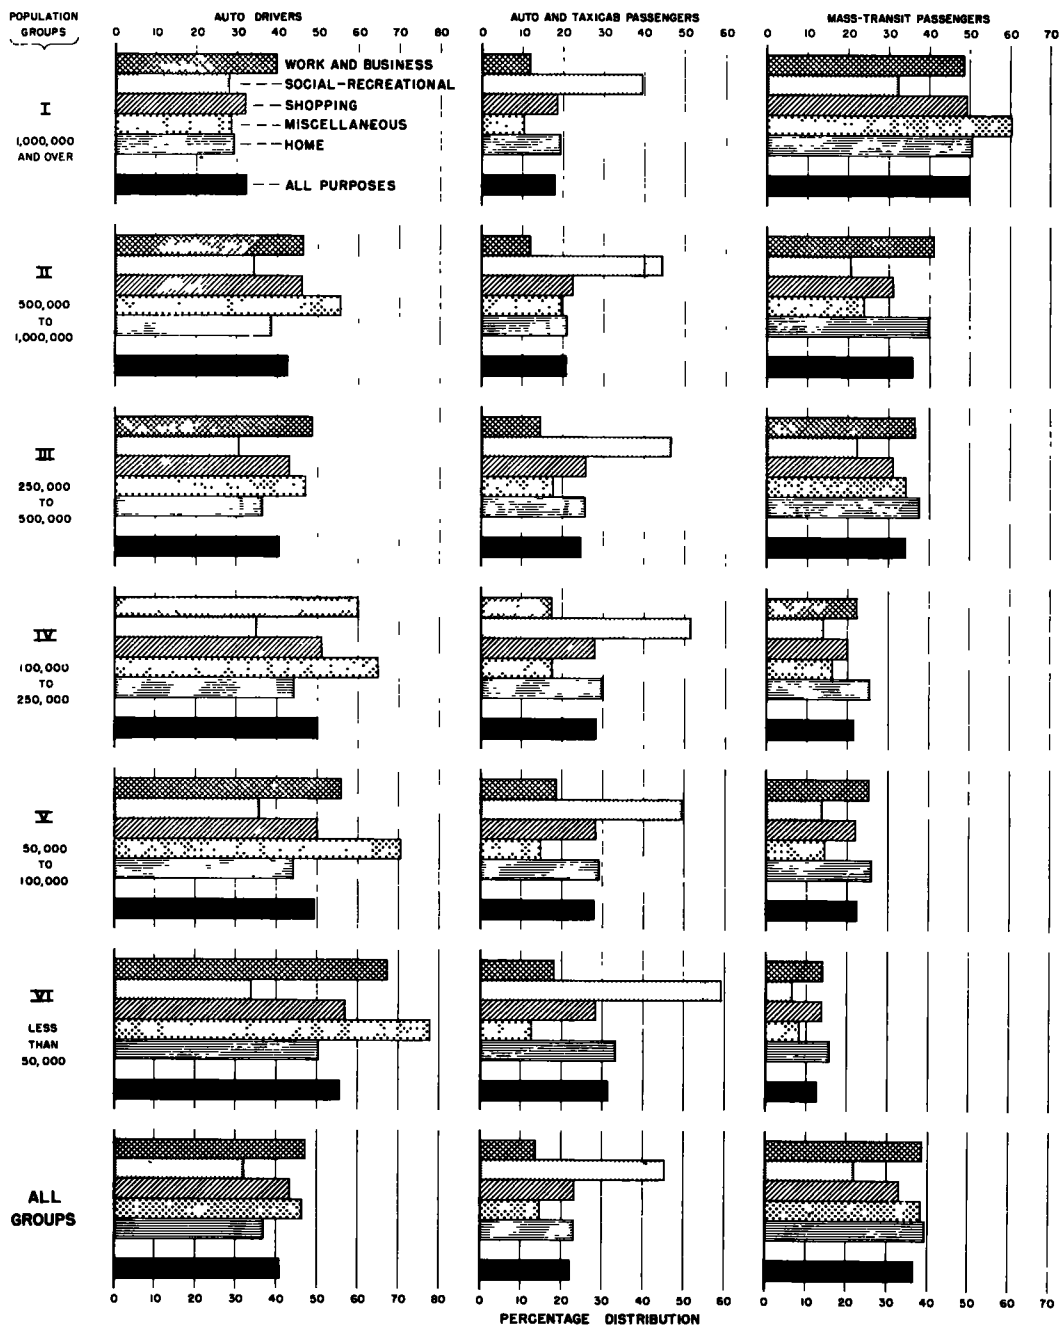 POPULATION
GROUPS
AUTO DRIVERS
AUTO AND TAXICAB PASSENGERS
MASS-TRANSIT PASSENGERS
0 10 20 30 40 50 60 70 80
0 10 20 30 40 50 60
0 10 20 30 40 50 60 70
I
1,000,000
AND OVER
WORK AND BUSINESS
SOCIAL-RECREATIONAL
SHOPPING
MISCELLANEOUS
HOME
ALL PURPOSES
II
500,000
TO
1,000,000
III
250,000
TO
500,000
IV
100,000
TO
250,000
V
50,000
TO
100,000
VI
LESS
THAN
50,000
ALL
GROUPS
0 10 20 30 40 50 60 70 80
0 10 20 30 40 50 60
0 10 20 30 40 50 60 70
PERCENTAGE DISTRIBUTION